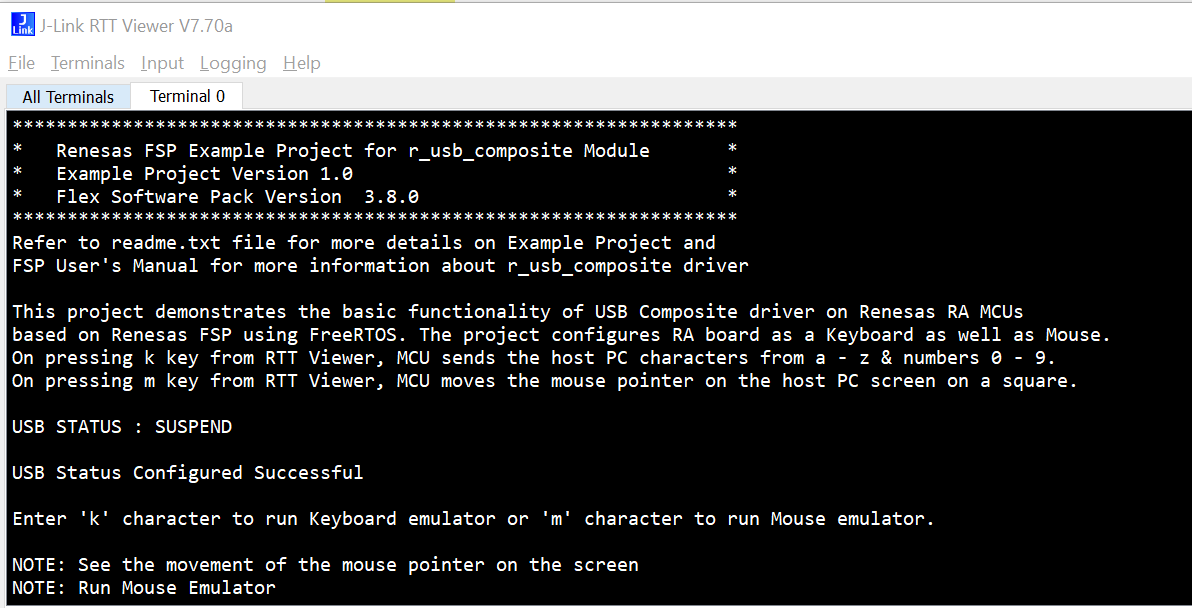 J Link
J-Link RTT Viewer V7.70a
File Terminals Input Logging Help
All Terminals Terminal 0
******************************************************************
*   Renesas FSP Example Project for r_usb_composite Module       *
*   Example Project Version 1.0                                  *
*   Flex Software Pack Version  3.8.0                            *
******************************************************************
Refer to readme.txt file for more details on Example Project and
FSP User's Manual for more information about r_usb_composite driver
This project demonstrates the basic functionality of USB Composite driver on Renesas RA MCUs
based on Renesas FSP using FreeRTOS. The project configures RA board as a Keyboard as well as Mouse.
On pressing k key from RTT Viewer, MCU sends the host PC characters from a - z & numbers 0 - 9.
On pressing m key from RTT Viewer, MCU moves the mouse pointer on the host PC screen on a square.
USB STATUS : SUSPEND
USB Status Configured Successful
Enter 'k' character to run Keyboard emulator or 'm' character to run Mouse emulator.
NOTE: See the movement of the mouse pointer on the screen
NOTE: Run Mouse Emulator